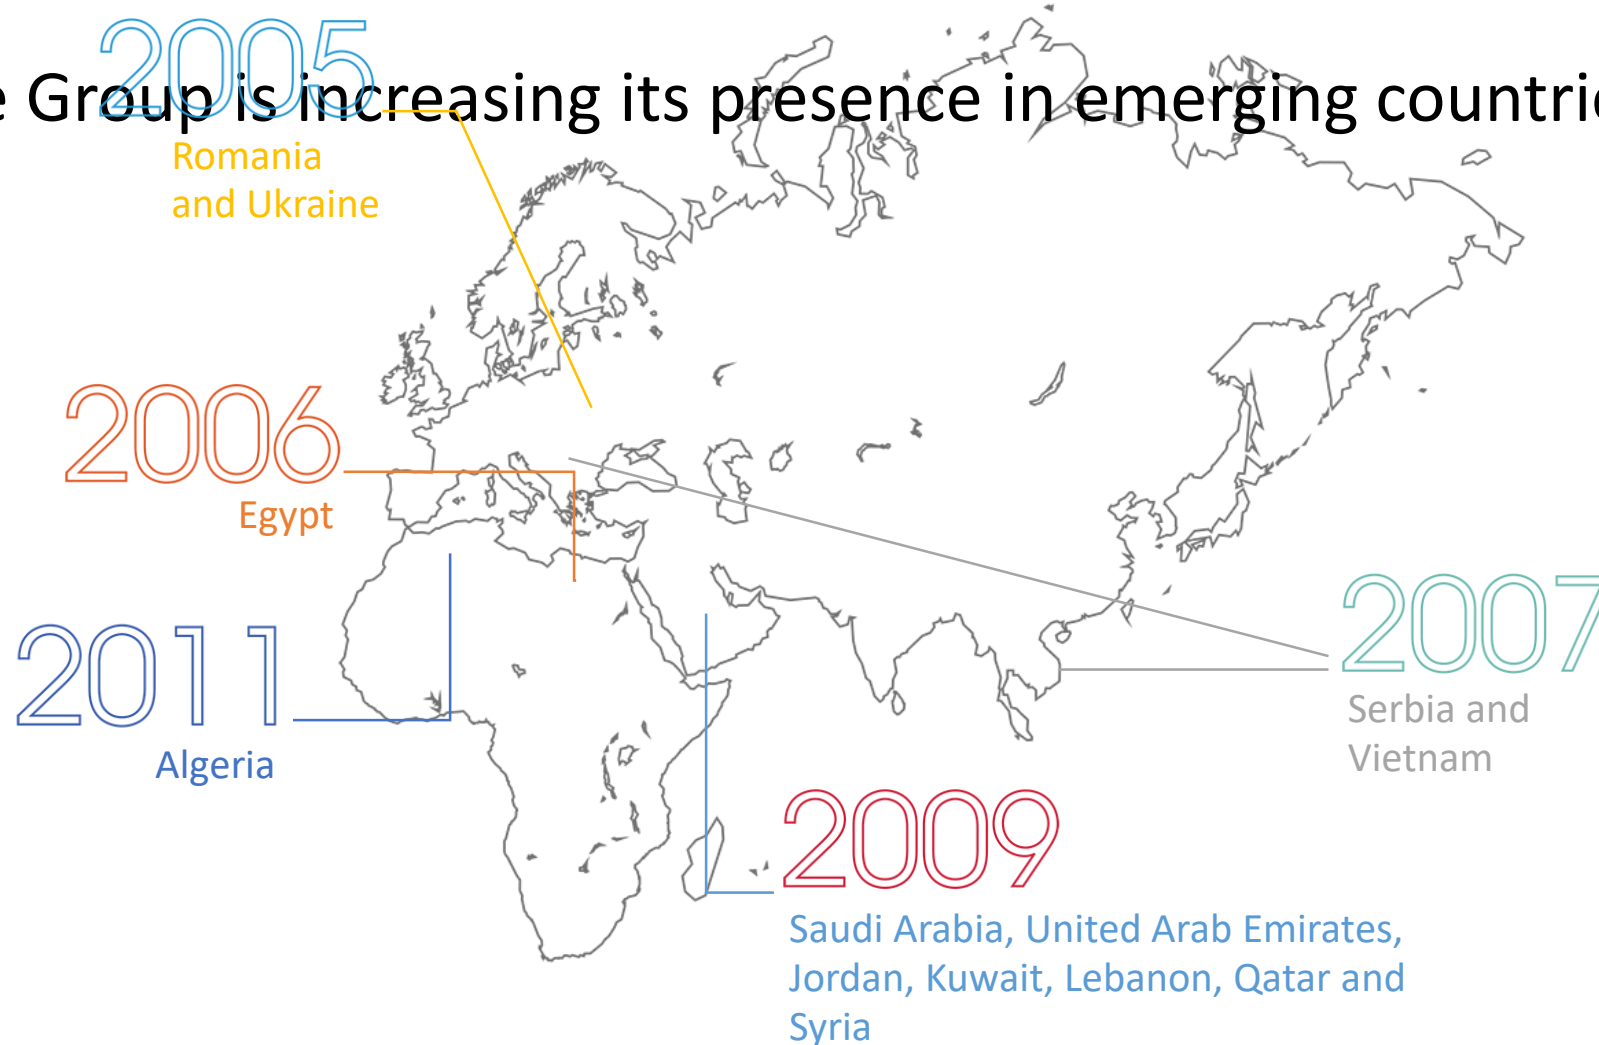 2005
e Group is increasing its presence in emerging countrie
Romania
and Ukraine
2006
Egypt
2007
2011
Serbia and
Vietnam
Algeria
2009
Saudi Arabia, United Arab Emirates,
Jordan, Kuwait, Lebanon, Qatar and
Syria